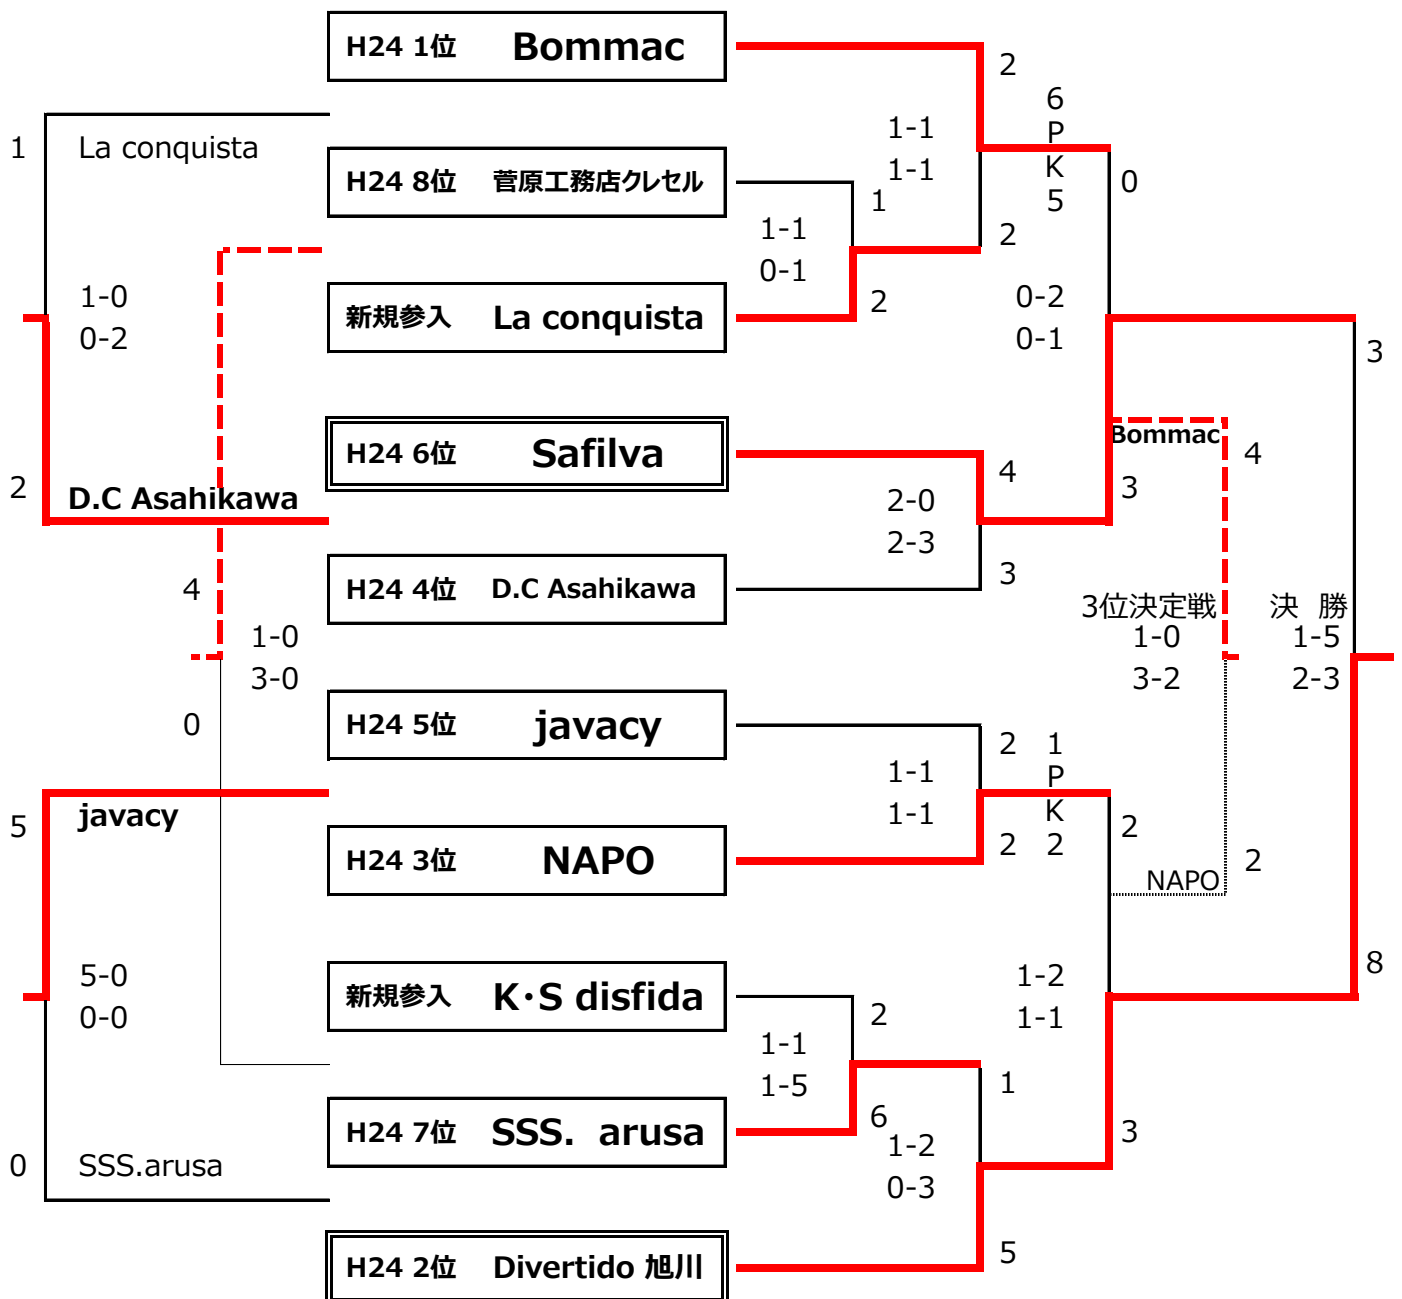 H24 1位 Bommac
2
6
P
K
5
1 La conquista
1-1
1-1
H24 8位 菅原工務店クレセル
1
0
1-1
0-1
2
1-0
0-2
新規参入 La conquista
2
0-2
0-1
3
Bommac
4
H24 6位 Safilva
4
2
D.C Asahikawa
2-0
2-3
3
H24 4位 D.C Asahikawa
3
4
3位決定戦
1-0
3-2
決 勝
1-5
2-3
1-0
3-0
0
H24 5位 javacy
2
1
P
K
2
1-1
1-1
5
javacy
2
H24 3位 NAPO
2
NAPO
2
5-0
0-0
新規参入 K・S disfida
2
1-2
1-1
8
1-1
1-5
1
H24 7位 SSS. arusa
6
1-2
0-3
3
0 SSS.arusa
H24 2位 Divertido 旭川
5